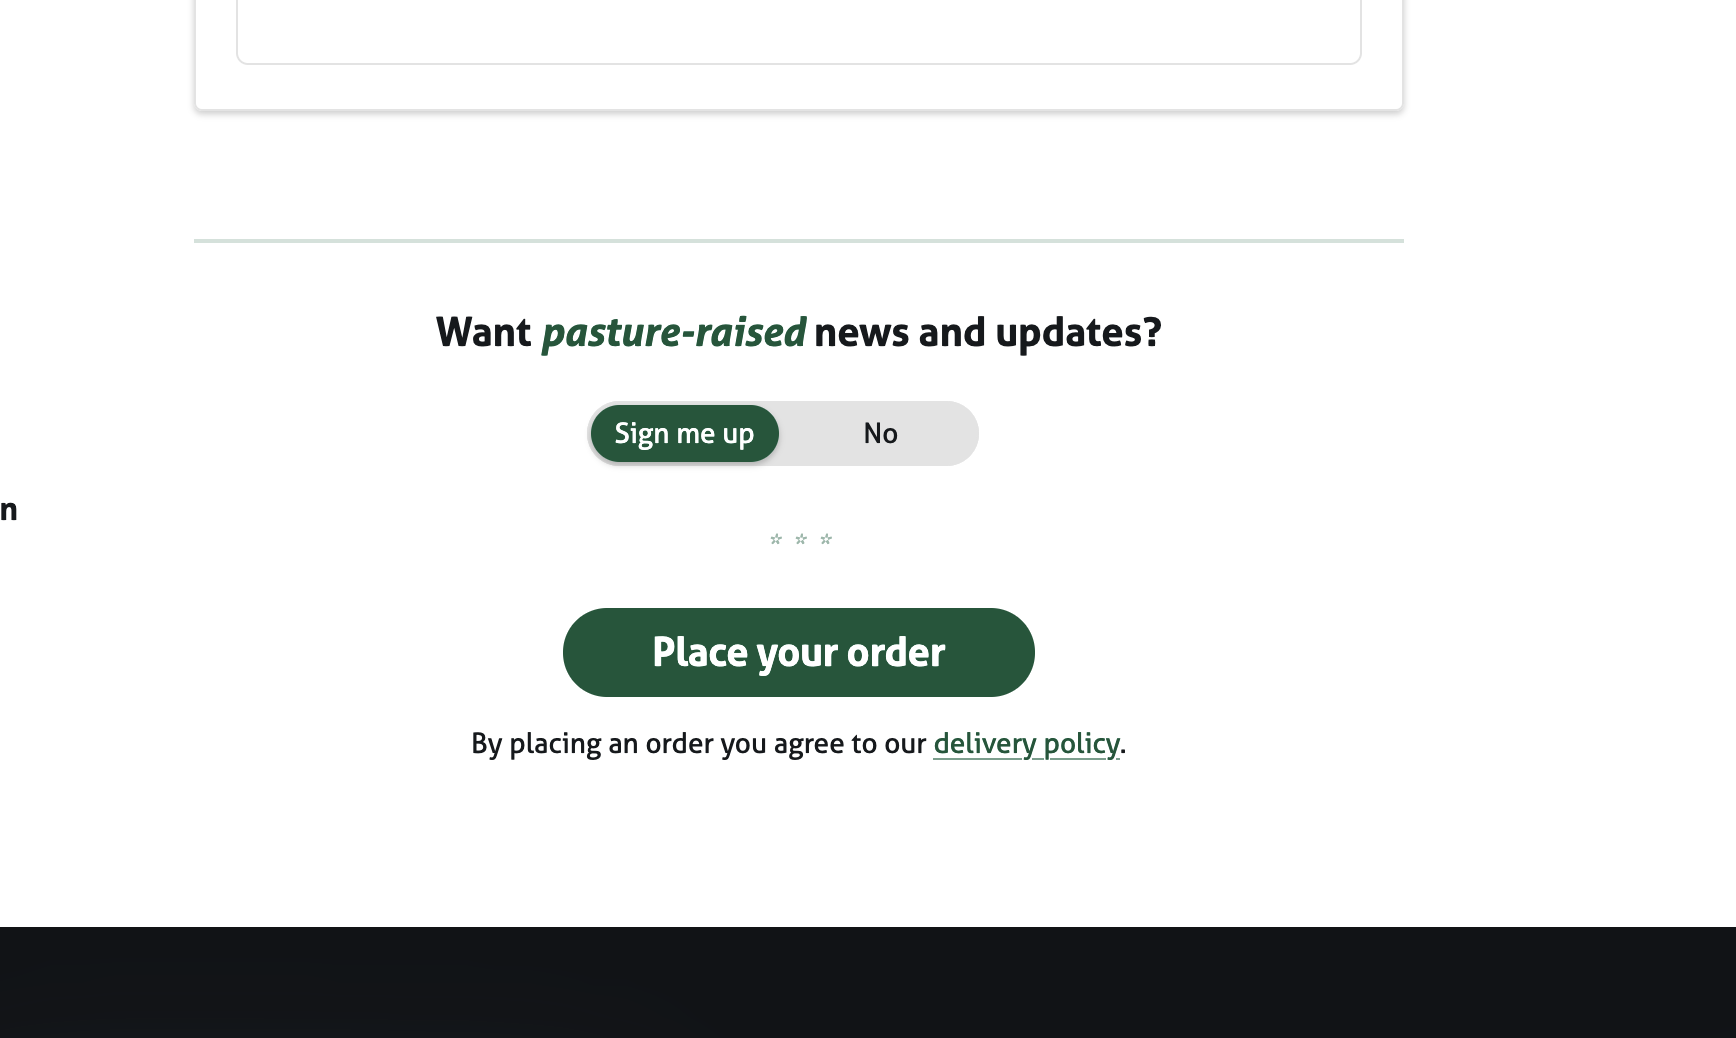 Want pasture-raised news and updates?
Sign me up No
n
* * *
Place your order
By placing an order you agree to our delivery policy.